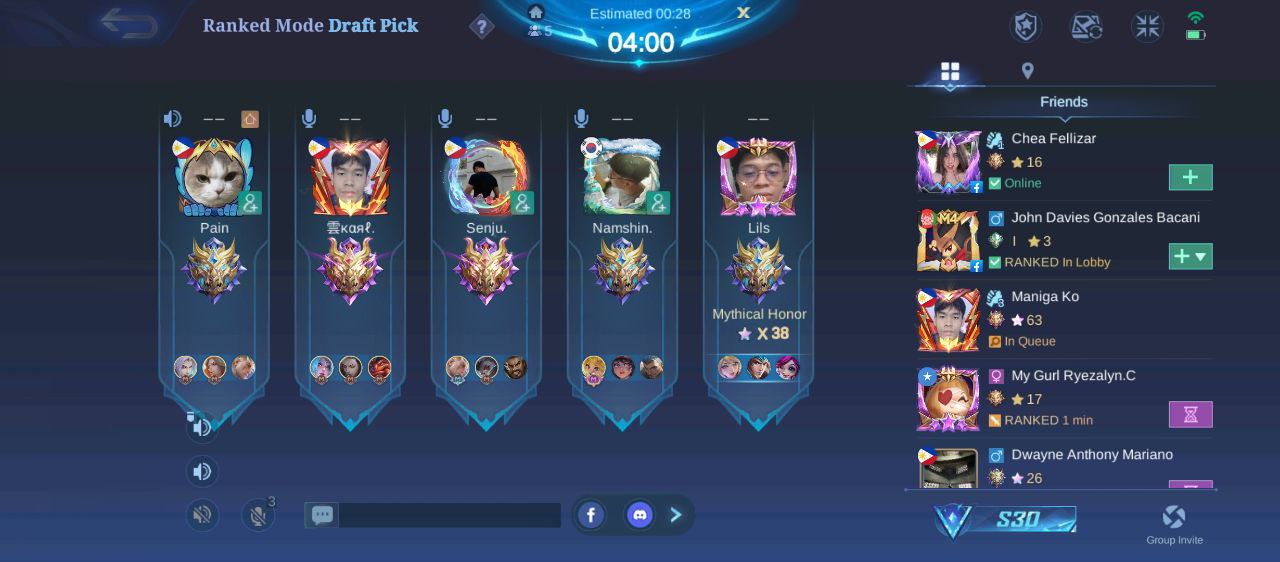 Ranked Mode Draft Pick
?
5
Estimated 00:28
X
04:00
Friends
-- -- -- -- --
Pain
雲kαяℓ.
Senju.
Namshin.
Lils
Mythical Honor
X 38
Chea Fellizar
16
Online
M4
John Davies Gonzales Bacani
I 3
RANKED In Lobby
Maniga Ko
63
In Queue
My Gurl Ryezalyn.C
17
RANKED 1 min
Dwayne Anthony Mariano
26
3
S30
Group Invite